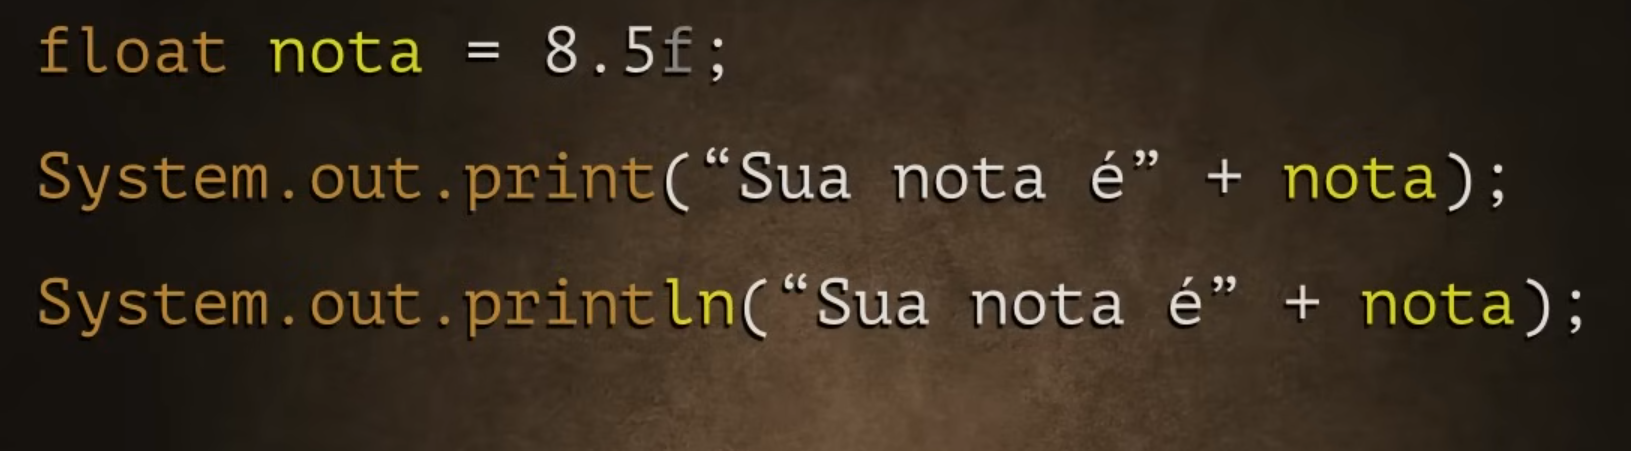 float nota = 8.5f;
System.out.print(“Sua nota é” + nota);
System.out.println(“Sua nota é” + nota);